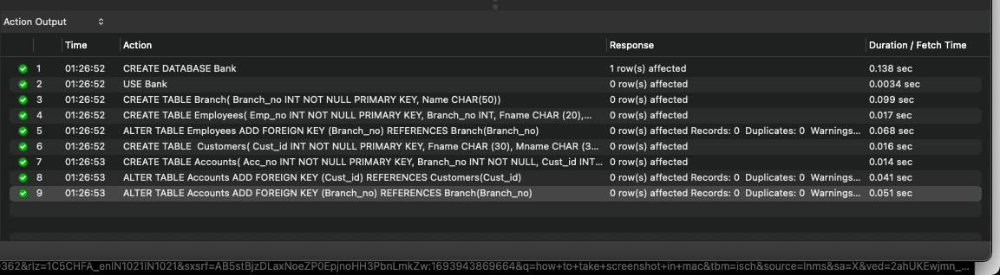 Action Output
Time Action Response Duration / Fetch Time
1 01:26:52 CREATE DATABASE Bank 1 row(s) affected 0.138 sec
2 01:26:52 USE Bank 0 row(s) affected 0.0034 sec
3 01:26:52 CREATE TABLE Branch( Branch_no INT NOT NULL PRIMARY KEY, Name CHAR(50)) 0 row(s) affected 0.099 sec
4 01:26:52 CREATE TABLE Employees( Emp_no INT NOT NULL PRIMARY KEY, Branch_no INT, Fname CHAR (20),... 0 row(s) affected 0.017 sec
5 01:26:52 ALTER TABLE Employees ADD FOREIGN KEY (Branch_no) REFERENCES Branch(Branch_no) 0 row(s) affected Records: 0 Duplicates: 0 Warnings... 0.068 sec
6 01:26:52 CREATE TABLE Customers( Cust_id INT NOT NULL PRIMARY KEY, Fname CHAR (30), Mname CHAR (3... 0 row(s) affected 0.016 sec
7 01:26:53 CREATE TABLE Accounts( Acc_no INT NOT NULL PRIMARY KEY, Branch_no INT NOT NULL, Cust_id INT... 0 row(s) affected 0.014 sec
8 01:26:53 ALTER TABLE Accounts ADD FOREIGN KEY (Cust_id) REFERENCES Customers(Cust_id) 0 row(s) affected Records: 0 Duplicates: 0 Warnings... 0.041 sec
9 01:26:53 ALTER TABLE Accounts ADD FOREIGN KEY (Branch_no) REFERENCES Branch(Branch_no) 0 row(s) affected Records: 0 Duplicates: 0 Warnings... 0.051 sec
362&rlz=1C5CHFA_enIN1021IN1021&sxsrf=AB5stBjzDLaxNoeZP0EpjnoHH3PbnLmkZw:1693943869664&q=how+to+take+screenshot+in+mac&tbm=isch&source=lnms&sa=X&ved=2ahUKEwjmn_...